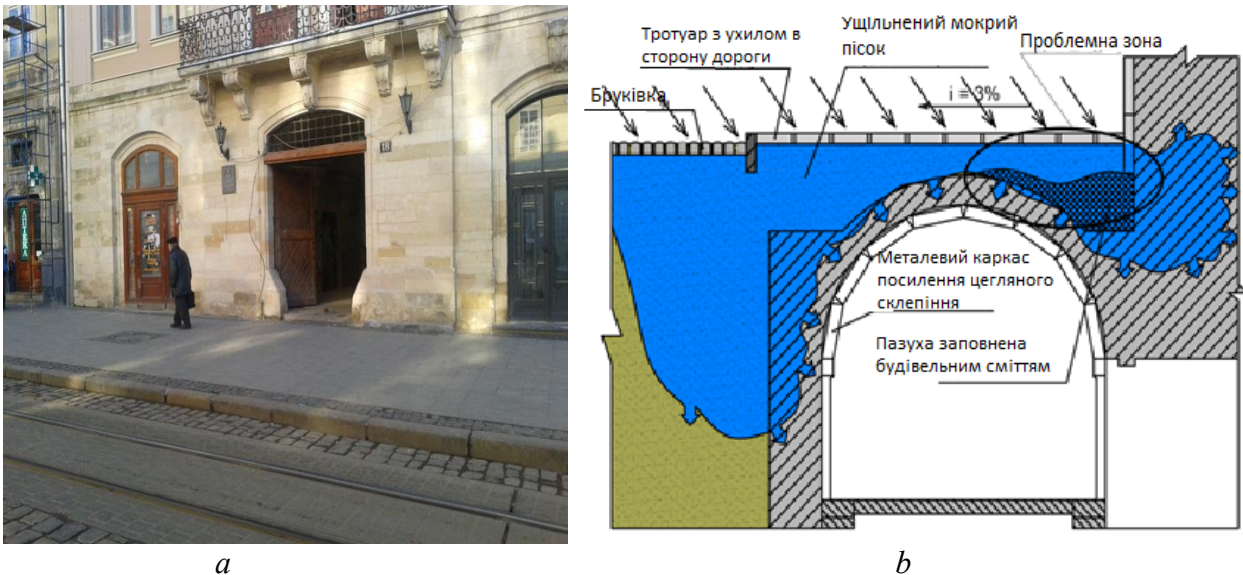 АПТЕКА
18
Тротуар з ухилом в
сторону дороги
Ущільнений мокрий
пісок
Проблемна зона
Бруківка
i = 3%
Металевий каркас
посилення цегляного
склепіння
Пазуха заповнена
будівельним сміттям
a
b